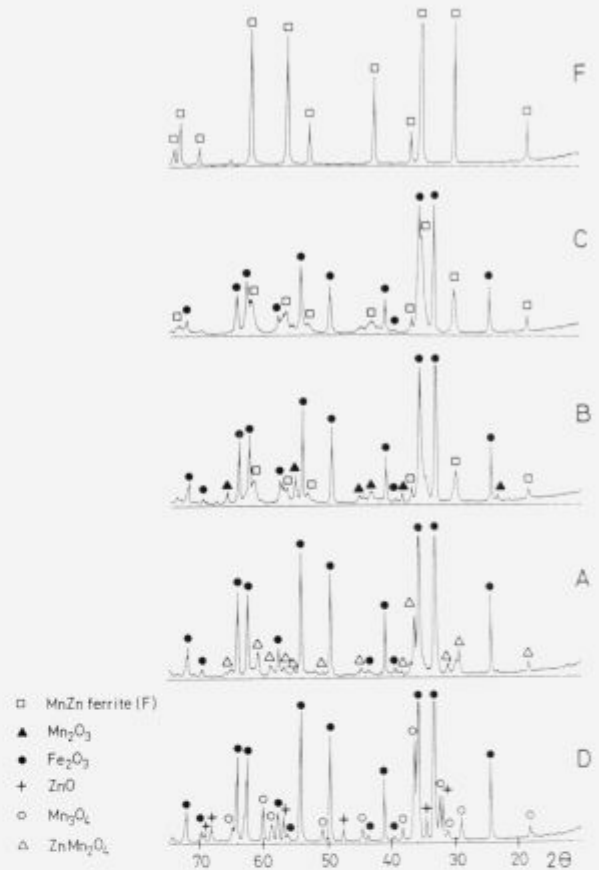 F
C
B
A
D
□ MnZn ferrite (F)
▲ Mn₂O₃
● Fe₂O₃
+ ZnO
○ Mn₃O₄
△ ZnMn₂O₄
70 60 50 40 30 20 2θ